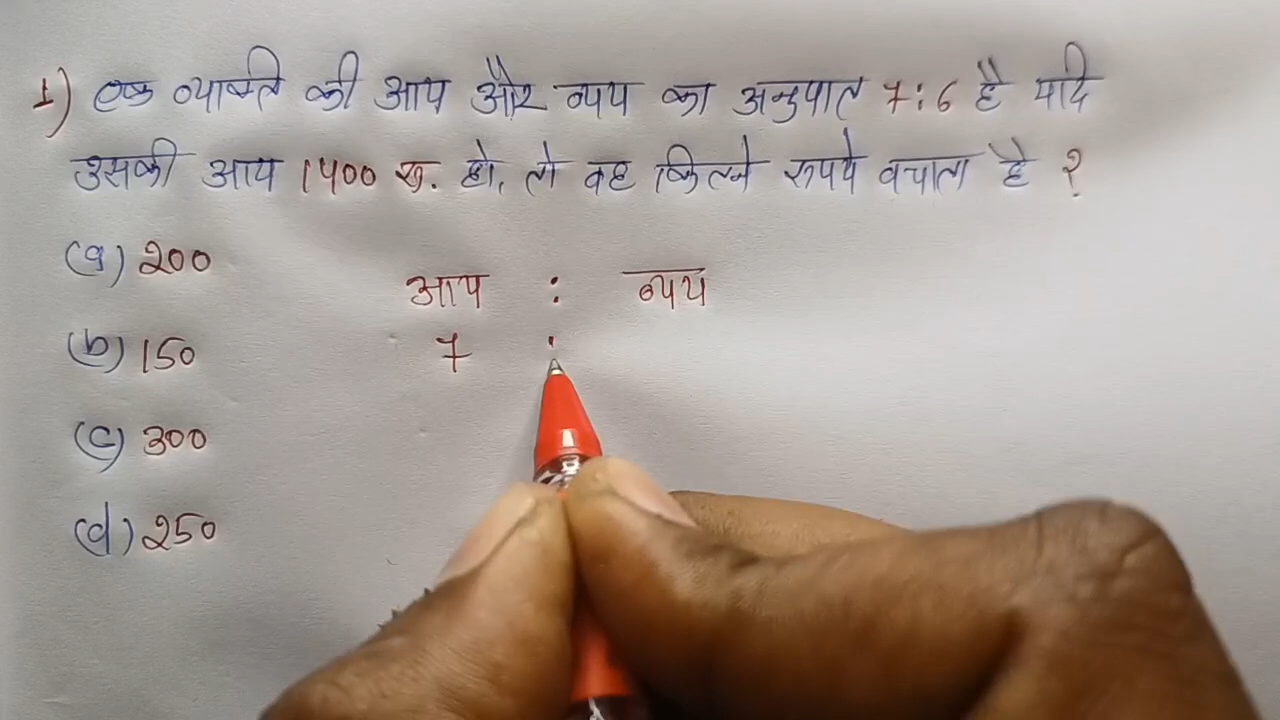 1) एक व्यक्ति की आय और व्यय का अनुपात 7:6 है यदि
उसकी आय 1400 रु. हो, तो वह कितने रुपये बचाता है ?
(a) 200
आय : व्यय
(b) 150
7 :
(c) 300
(d) 250